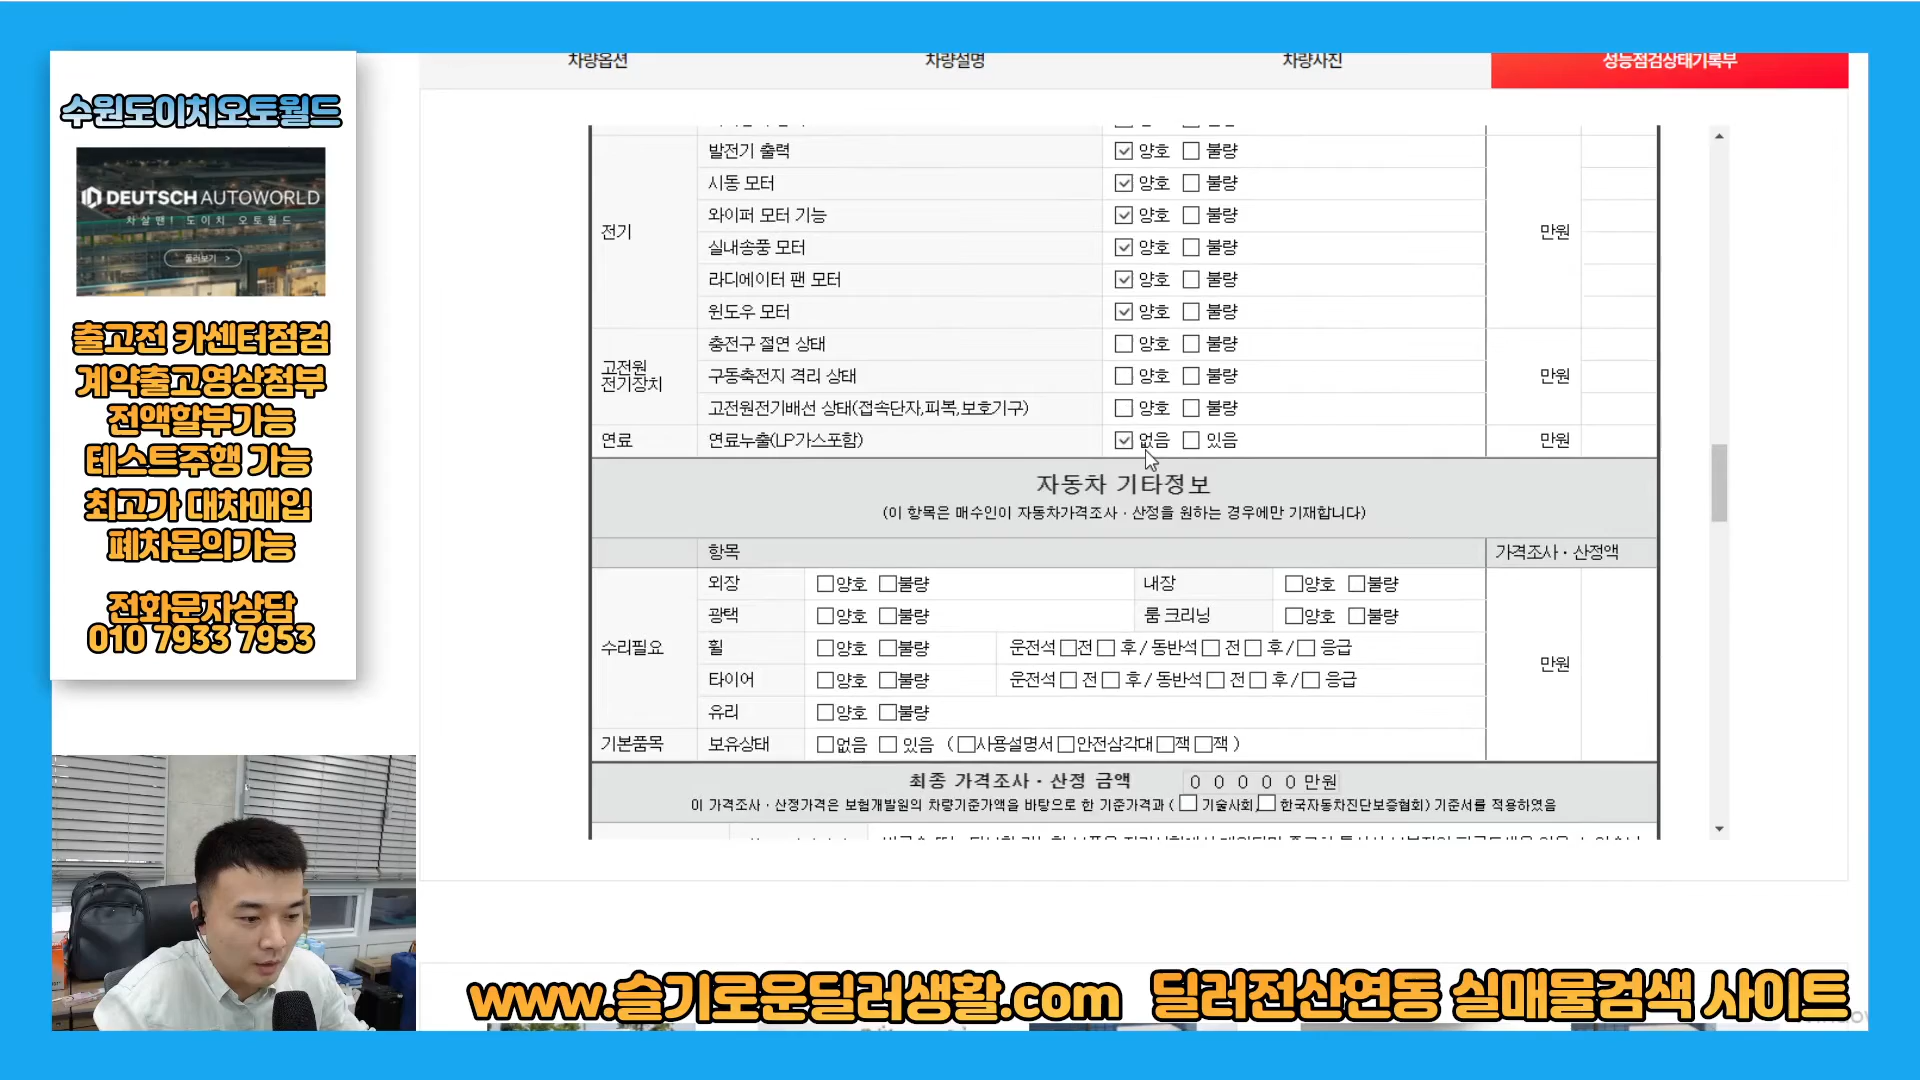 차량옵션
차량설명
차량사진
성능점검상태기록부
수원도이치오토월드
DEUTSCH AUTOWORLD
차 살 땐 ! 도 이 치 오 토 월 드
둘러보기 >
출고전 카센터점검
계약출고영상첨부
전액할부가능
테스트주행 가능
최고가 대차매입
폐차문의가능
전화문자상담
010 7933 7953
전기
발전기 출력 양호 불량
시동 모터 양호 불량
와이퍼 모터 기능 양호 불량
실내송풍 모터 양호 불량
라디에이터 팬 모터 양호 불량
윈도우 모터 양호 불량
만원
고전원
전기장치
충전구 절연 상태 양호 불량
구동축전지 격리 상태 양호 불량
고전원전기배선 상태(접속단자,피복,보호기구) 양호 불량
만원
연료 연료누출(LP가스포함) 없음 있음 만원
자동차 기타정보
(이 항목은 매수인이 자동차가격조사 · 산정을 원하는 경우에만 기재합니다)
항목 가격조사 · 산정액
수리필요
외장 양호 불량 내장 양호 불량
광택 양호 불량 룸 크리닝 양호 불량
휠 양호 불량 운전석 전 후 / 동반석 전 후 / 응급
타이어 양호 불량 운전석 전 후 / 동반석 전 후 / 응급
유리 양호 불량
만원
기본품목 보유상태 없음 있음 ( 사용설명서 안전삼각대 잭 잭 )
최종 가격조사 · 산정 금액 0 0 0 0 0 만원
이 가격조사 · 산정가격은 보험개발원의 차량기준가액을 바탕으로 한 기준가격과 ( 기술사회, 한국자동차진단보증협회) 기준서를 적용하였음
www.슬기로운딜러생활.com 딜러전산연동 실매물검색 사이트